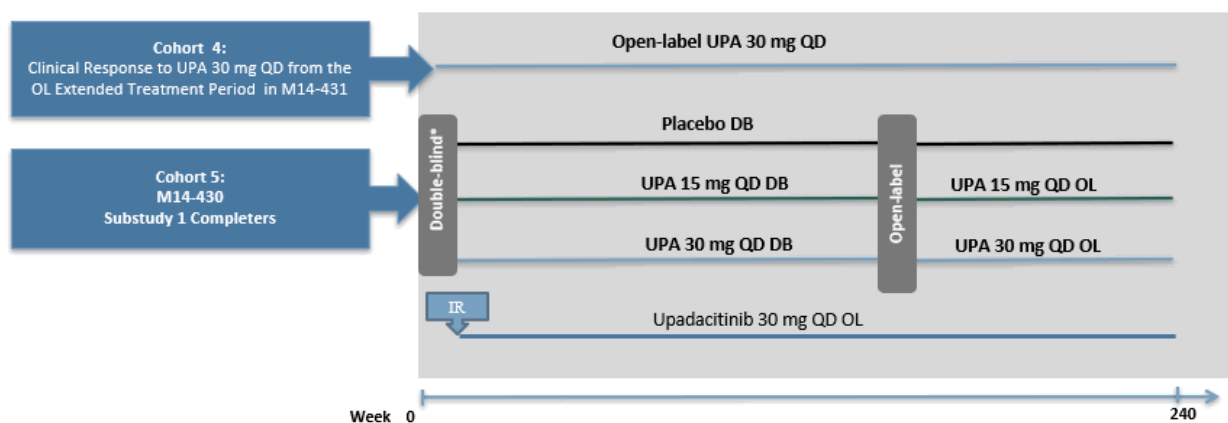 Cohort 4:
Clinical Response to UPA 30 mg QD from the
OL Extended Treatment Period in M14-431
Open-label UPA 30 mg QD
Cohort 5:
M14-430
Substudy 1 Completers
Double-blind*
Placebo DB
UPA 15 mg QD DB
UPA 30 mg QD DB
Open-label
UPA 15 mg QD OL
UPA 30 mg QD OL
IR
Upadacitinib 30 mg QD OL
Week 0
240